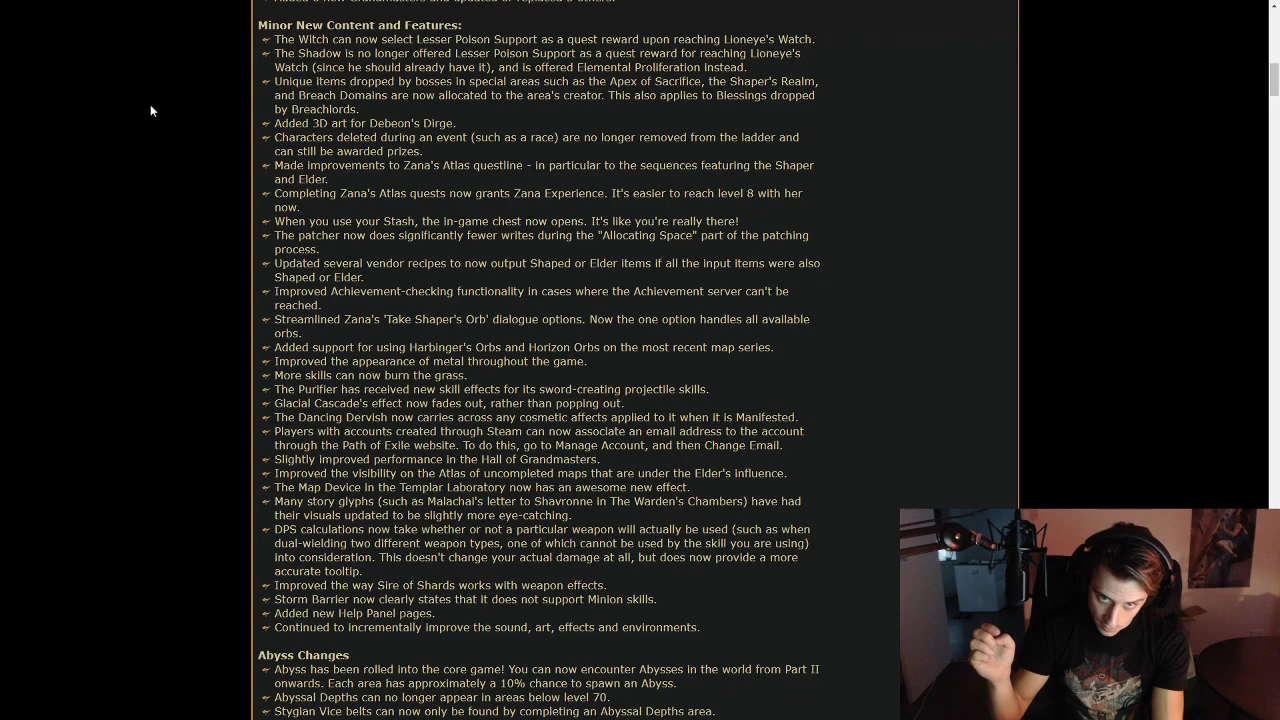 Minor New Content and Features:
The Witch can now select Lesser Poison Support as a quest reward upon reaching Lioneye's Watch.
The Shadow is no longer offered Lesser Poison Support as a quest reward for reaching Lioneye's
Watch (since he should already have it), and is offered Elemental Proliferation instead.
Unique items dropped by bosses in special areas such as the Apex of Sacrifice, the Shaper's Realm,
and Breach Domains are now allocated to the area's creator. This also applies to Blessings dropped
by Breachlords.
Added 3D art for Debeon's Dirge.
Characters deleted during an event (such as a race) are no longer removed from the ladder and
can still be awarded prizes.
Made improvements to Zana's Atlas questline - in particular to the sequences featuring the Shaper
and Elder.
Completing Zana's Atlas quests now grants Zana Experience. It's easier to reach level 8 with her
now.
When you use your Stash, the in-game chest now opens. It's like you're really there!
The patcher now does significantly fewer writes during the "Allocating Space" part of the patching
process.
Updated several vendor recipes to now output Shaped or Elder items if all the input items were also
Shaped or Elder.
Improved Achievement-checking functionality in cases where the Achievement server can't be
reached.
Streamlined Zana's 'Take Shaper's Orb' dialogue options. Now the one option handles all available
orbs.
Added support for using Harbinger's Orbs and Horizon Orbs on the most recent map series.
Improved the appearance of metal throughout the game.
More skills can now burn the grass.
The Purifier has received new skill effects for its sword-creating projectile skills.
Glacial Cascade's effect now fades out, rather than popping out.
The Dancing Dervish now carries across any cosmetic affects applied to it when it is Manifested.
Players with accounts created through Steam can now associate an email address to the account
through the Path of Exile website. To do this, go to Manage Account, and then Change Email.
Slightly improved performance in the Hall of Grandmasters.
Improved the visibility on the Atlas of uncompleted maps that are under the Elder's influence.
The Map Device in the Templar Laboratory now has an awesome new effect.
Many story glyphs (such as Malachai's letter to Shavronne in The Warden's Chambers) have had
their visuals updated to be slightly more eye-catching.
DPS calculations now take whether or not a particular weapon will actually be used (such as when
dual-wielding two different weapon types, one of which cannot be used by the skill you are using)
into consideration. This doesn't change your actual damage at all, but does now provide a more
accurate tooltip.
Improved the way Sire of Shards works with weapon effects.
Storm Barrier now clearly states that it does not support Minion skills.
Added new Help Panel pages.
Continued to incrementally improve the sound, art, effects and environments.
Abyss Changes
Abyss has been rolled into the core game! You can now encounter Abysses in the world from Part II
onwards. Each area has approximately a 10% chance to spawn an Abyss.
Abyssal Depths can no longer appear in areas below level 70.
Stygian Vice belts can now only be found by completing an Abyssal Depths area.